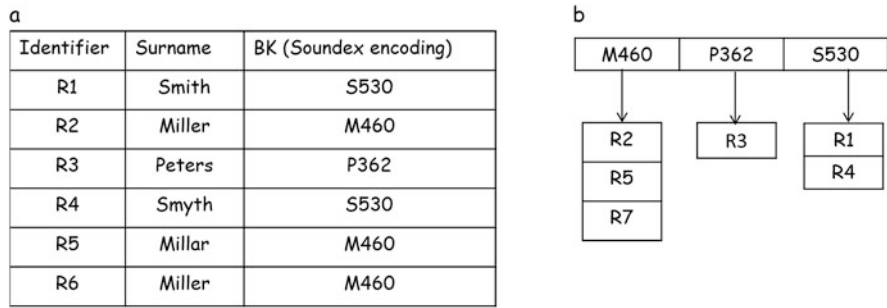 a
Identifier Surname BK (Soundex encoding)
R1 Smith S530
R2 Miller M460
R3 Peters P362
R4 Smyth S530
R5 Millar M460
R6 Miller M460
b
M460 P362 S530
R2 R3 R1
R5 R4
R7